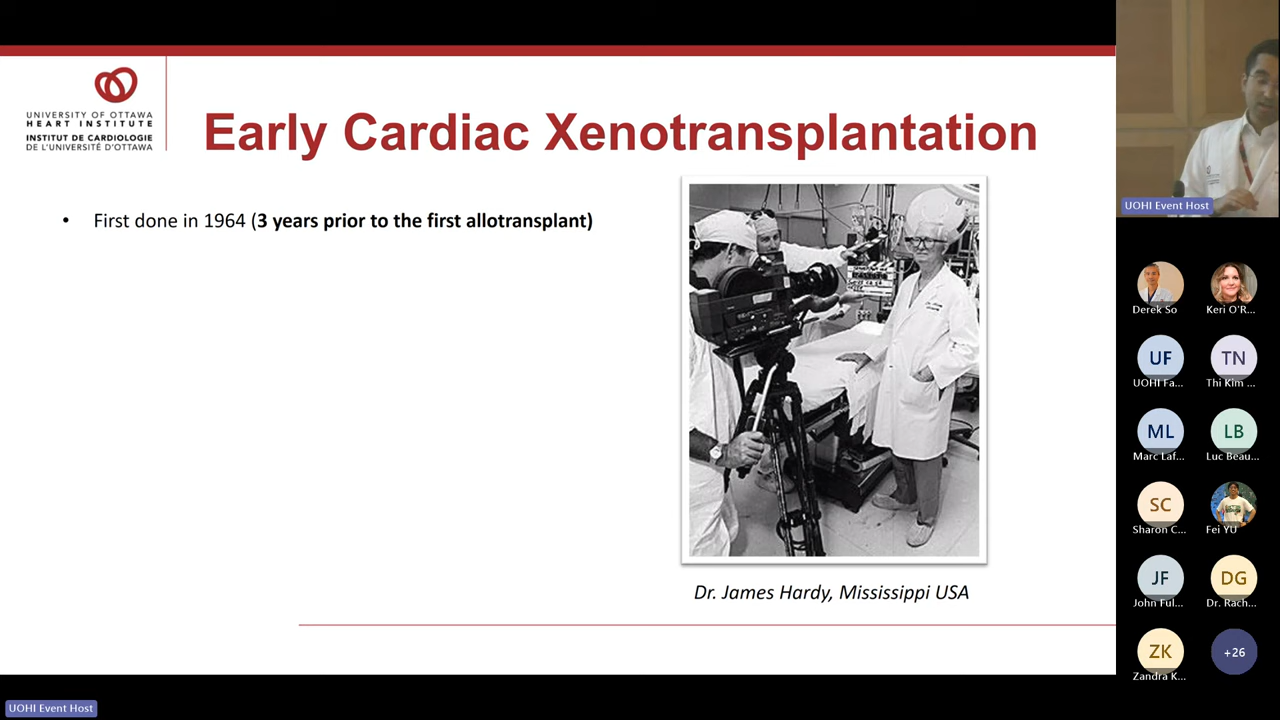 UNIVERSITY OF OTTAWA
HEART INSTITUTE
INSTITUT DE CARDIOLOGIE
DE L'UNIVERSITÉ D'OTTAWA
Early Cardiac Xenotransplantation
• First done in 1964 (3 years prior to the first allotransplant)
Dr. James Hardy, Mississippi USA
UOHI Event Host
Derek So
Keri O'R...
UF
UOHI Fa...
TN
Thi Kim ...
ML
Marc Laf...
LB
Luc Beau...
SC
Sharon C...
Fei YU
JF
John Ful...
DG
Dr. Rach...
ZK
Zandra K...
+26
UOHI Event Host